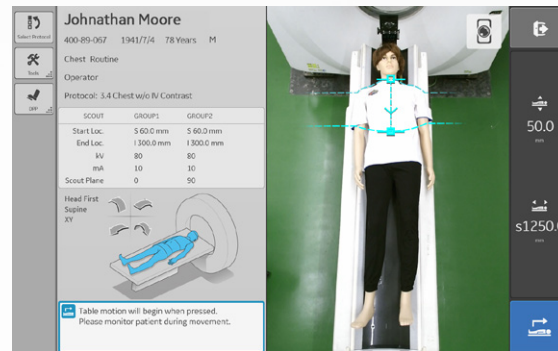 Select Protocol
Tools
Johnathan Moore
400-89-067 1941/7/4 78 Years M
Chest Routine
Operator
Protocol: 3.4 Chest w/o IV Contrast
SCOUT GROUP1 GROUP2
Start Loc. S 60.0 mm S 60.0 mm
End Loc. I 300.0 mm I 300.0 mm
kV 80 80
mA 10 10
Scout Plane 0 90
Head First
Supine
XY
Table motion will begin when pressed.
Please monitor patient during movement.
50.0
mm
s1250.0
mm